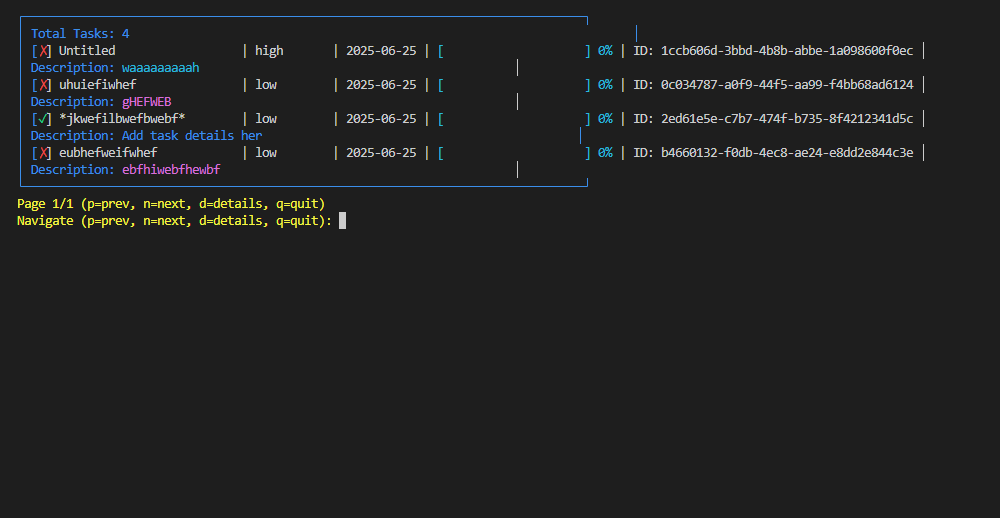 Total Tasks: 4
[✗] Untitled | high | 2025-06-25 | [ ] 0% | ID: 1ccb606d-3bbd-4b8b-abbe-1a098600f0ec |
Description: waaaaaaaaah |
[✗] uhuiefiwhef | low | 2025-06-25 | [ ] 0% | ID: 0c034787-a0f9-44f5-aa99-f4bb68ad6124 |
Description: gHEFWEB |
[✓] *jkwefilbwefbwebf* | low | 2025-06-25 | [ ] 0% | ID: 2ed61e5e-c7b7-474f-b735-8f4212341d5c |
Description: Add task details her |
[✗] eubhefweifwhef | low | 2025-06-25 | [ ] 0% | ID: b4660132-f0db-4ec8-ae24-e8dd2e844c3e |
Description: ebfhiwebfhewbf |
Page 1/1 (p=prev, n=next, d=details, q=quit)
Navigate (p=prev, n=next, d=details, q=quit):